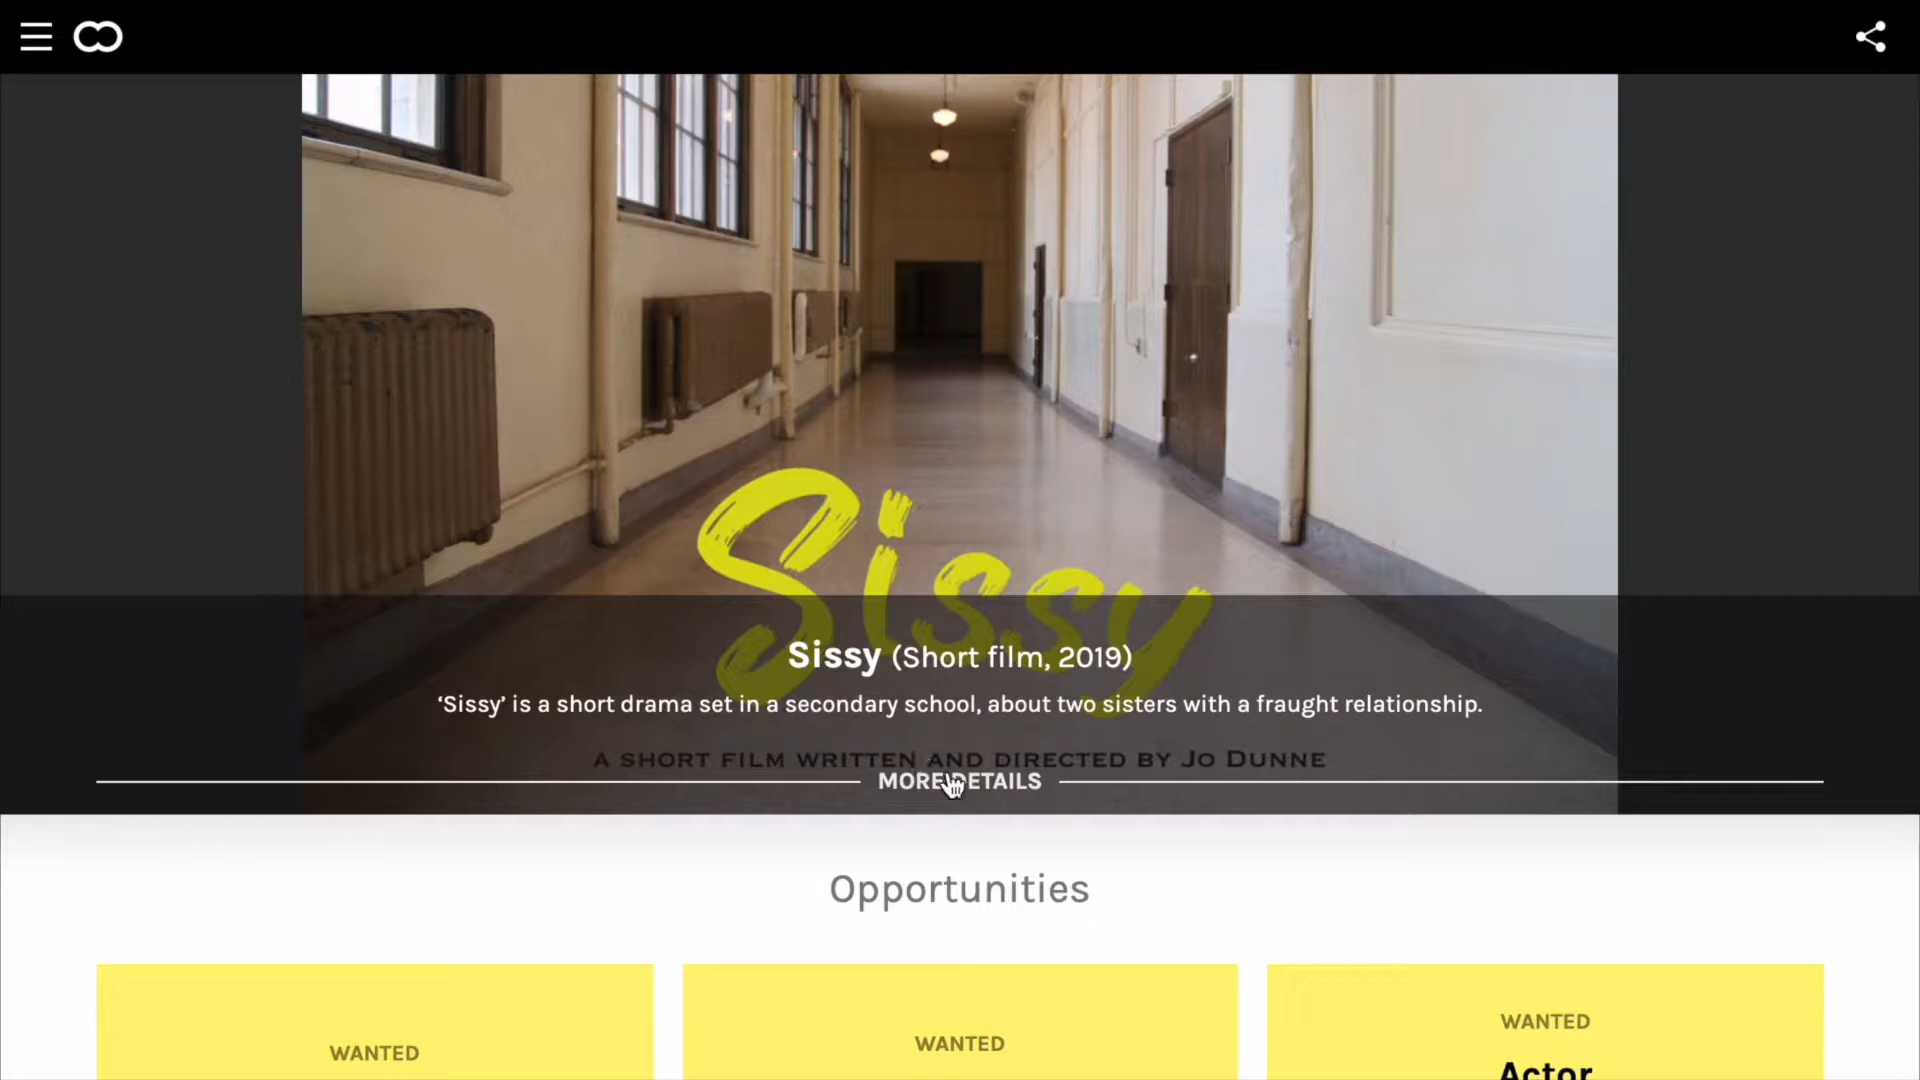 Sissy
Sissy (Short film, 2019)
‘Sissy’ is a short drama set in a secondary school, about two sisters with a fraught relationship.
A SHORT FILM WRITTEN AND DIRECTED BY JO DUNNE
MORE DETAILS
Opportunities
WANTED
WANTED
WANTED
Actor